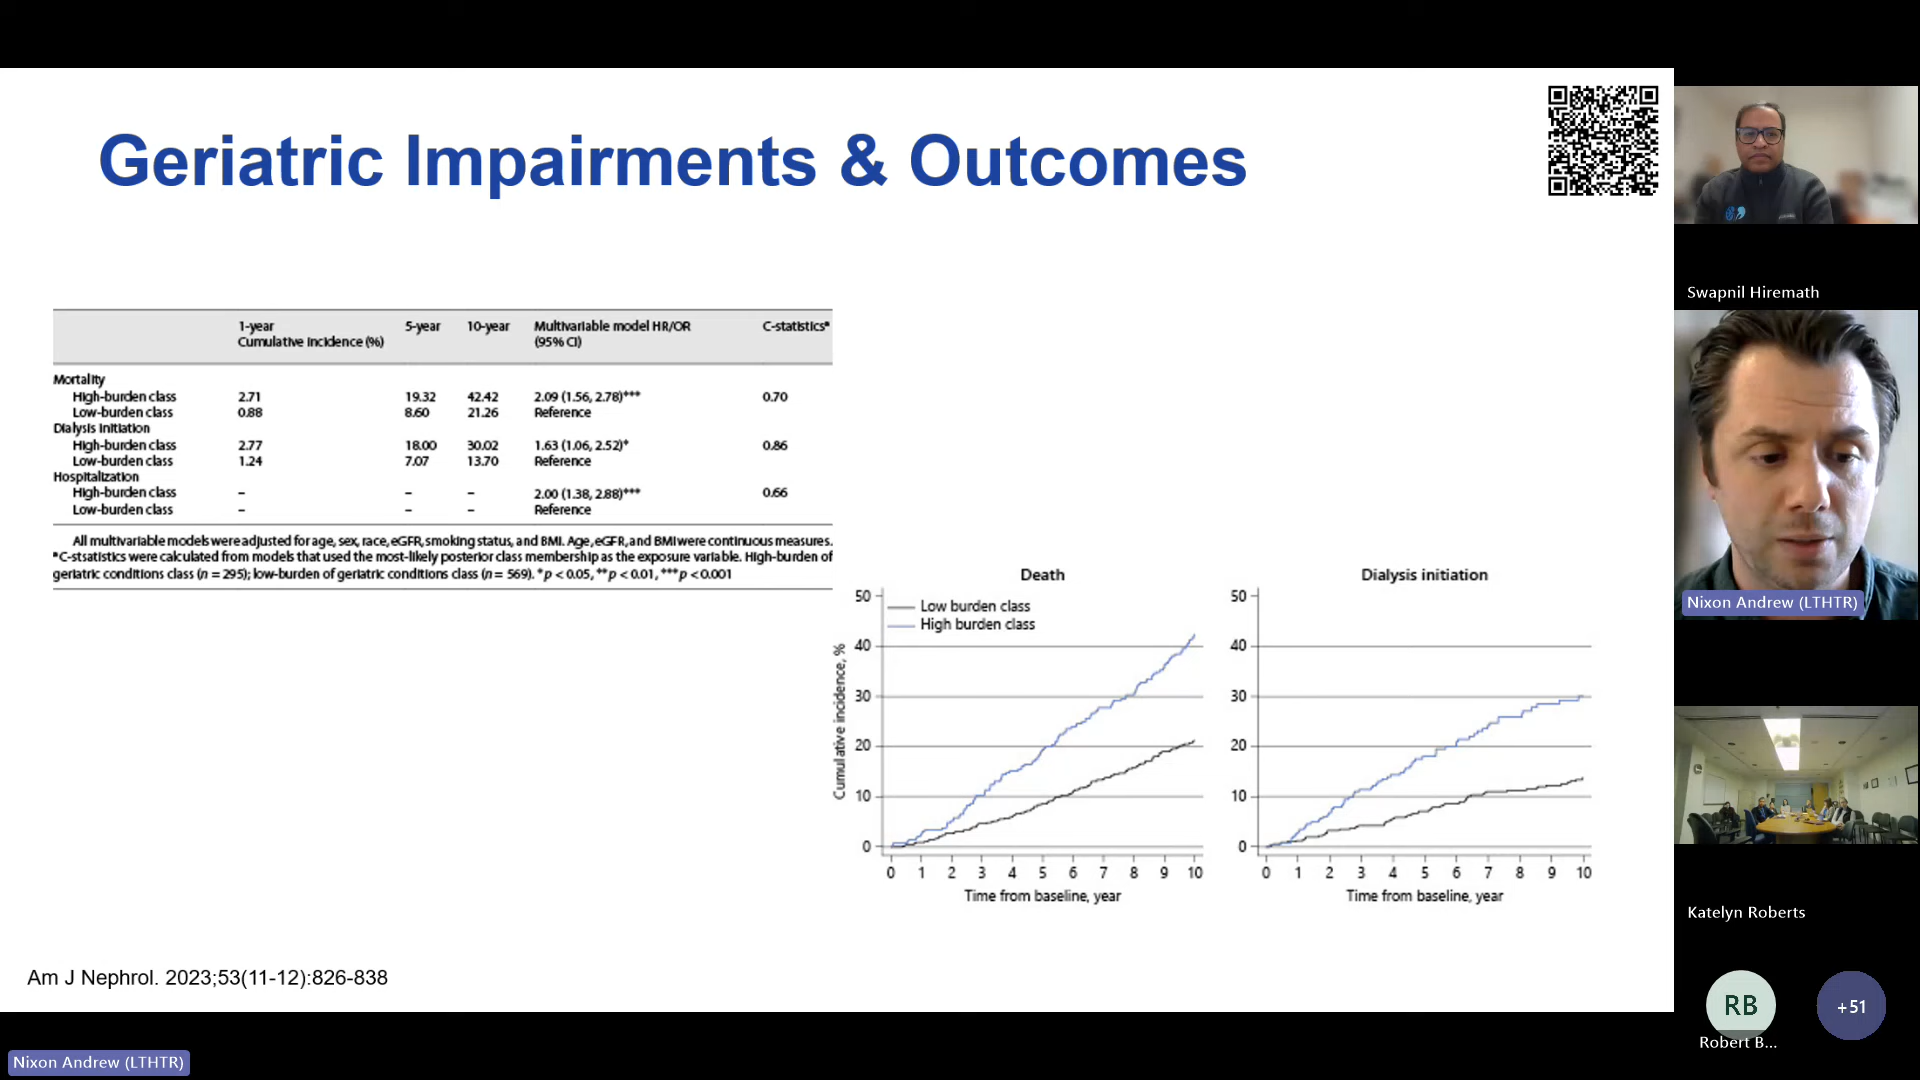 Geriatric Impairments & Outcomes
1-year 5-year 10-year Multivariable model HR/OR C-statistics*
Cumulative incidence (%) (95% CI)
Mortality
High-burden class 2.71 19.32 42.42 2.09 (1.56, 2.78)*** 0.70
Low-burden class 0.88 8.60 21.26 Reference
Dialysis initiation
High-burden class 2.77 18.00 30.02 1.63 (1.06, 2.52)* 0.86
Low-burden class 1.24 7.07 13.70 Reference
Hospitalization
High-burden class – – – 2.00 (1.38, 2.88)*** 0.66
Low-burden class – – – Reference
All multivariable models were adjusted for age, sex, race, eGFR, smoking status, and BMI. Age, eGFR, and BMI were continuous measures.
*C-stsatistics were calculated from models that used the most-likely posterior class membership as the exposure variable. High-burden of
geriatric conditions class (n = 295); low-burden of geriatric conditions class (n = 569). *p < 0.05, **p < 0.01, ***p < 0.001
Death
Low burden class
High burden class
Cumulative incidence, %
50
40
30
20
10
0
0 1 2 3 4 5 6 7 8 9 10
Time from baseline, year
Dialysis initiation
50
40
30
20
10
0
0 1 2 3 4 5 6 7 8 9 10
Time from baseline, year
Am J Nephrol. 2023;53(11-12):826-838
Swapnil Hiremath
Nixon Andrew (LTHTR)
Katelyn Roberts
RB
+51
Robert B...
Nixon Andrew (LTHTR)